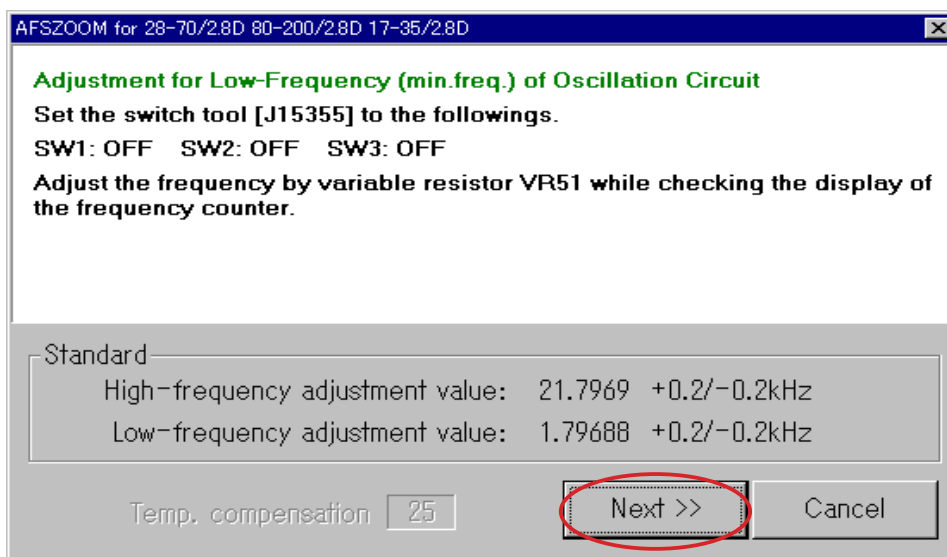 AFSZOOM for 28-70/2.8D 80-200/2.8D 17-35/2.8D
Adjustment for Low-Frequency (min.freq.) of Oscillation Circuit
Set the switch tool [J15355] to the followings.
SW1: OFF SW2: OFF SW3: OFF
Adjust the frequency by variable resistor VR51 while checking the display of
the frequency counter.
Standard
High-frequency adjustment value: 21.7969 +0.2/-0.2kHz
Low-frequency adjustment value: 1.79688 +0.2/-0.2kHz
Temp. compensation 25
Next >> Cancel